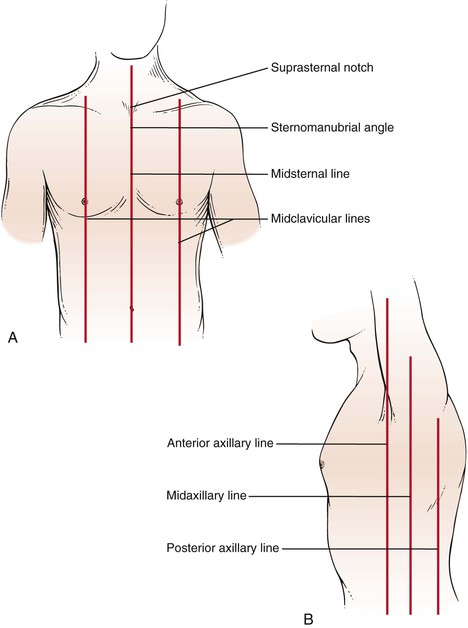 Suprasternal notch
Sternomanubrial angle
Midsternal line
Midclavicular lines
A
Anterior axillary line
Midaxillary line
Posterior axillary line
B